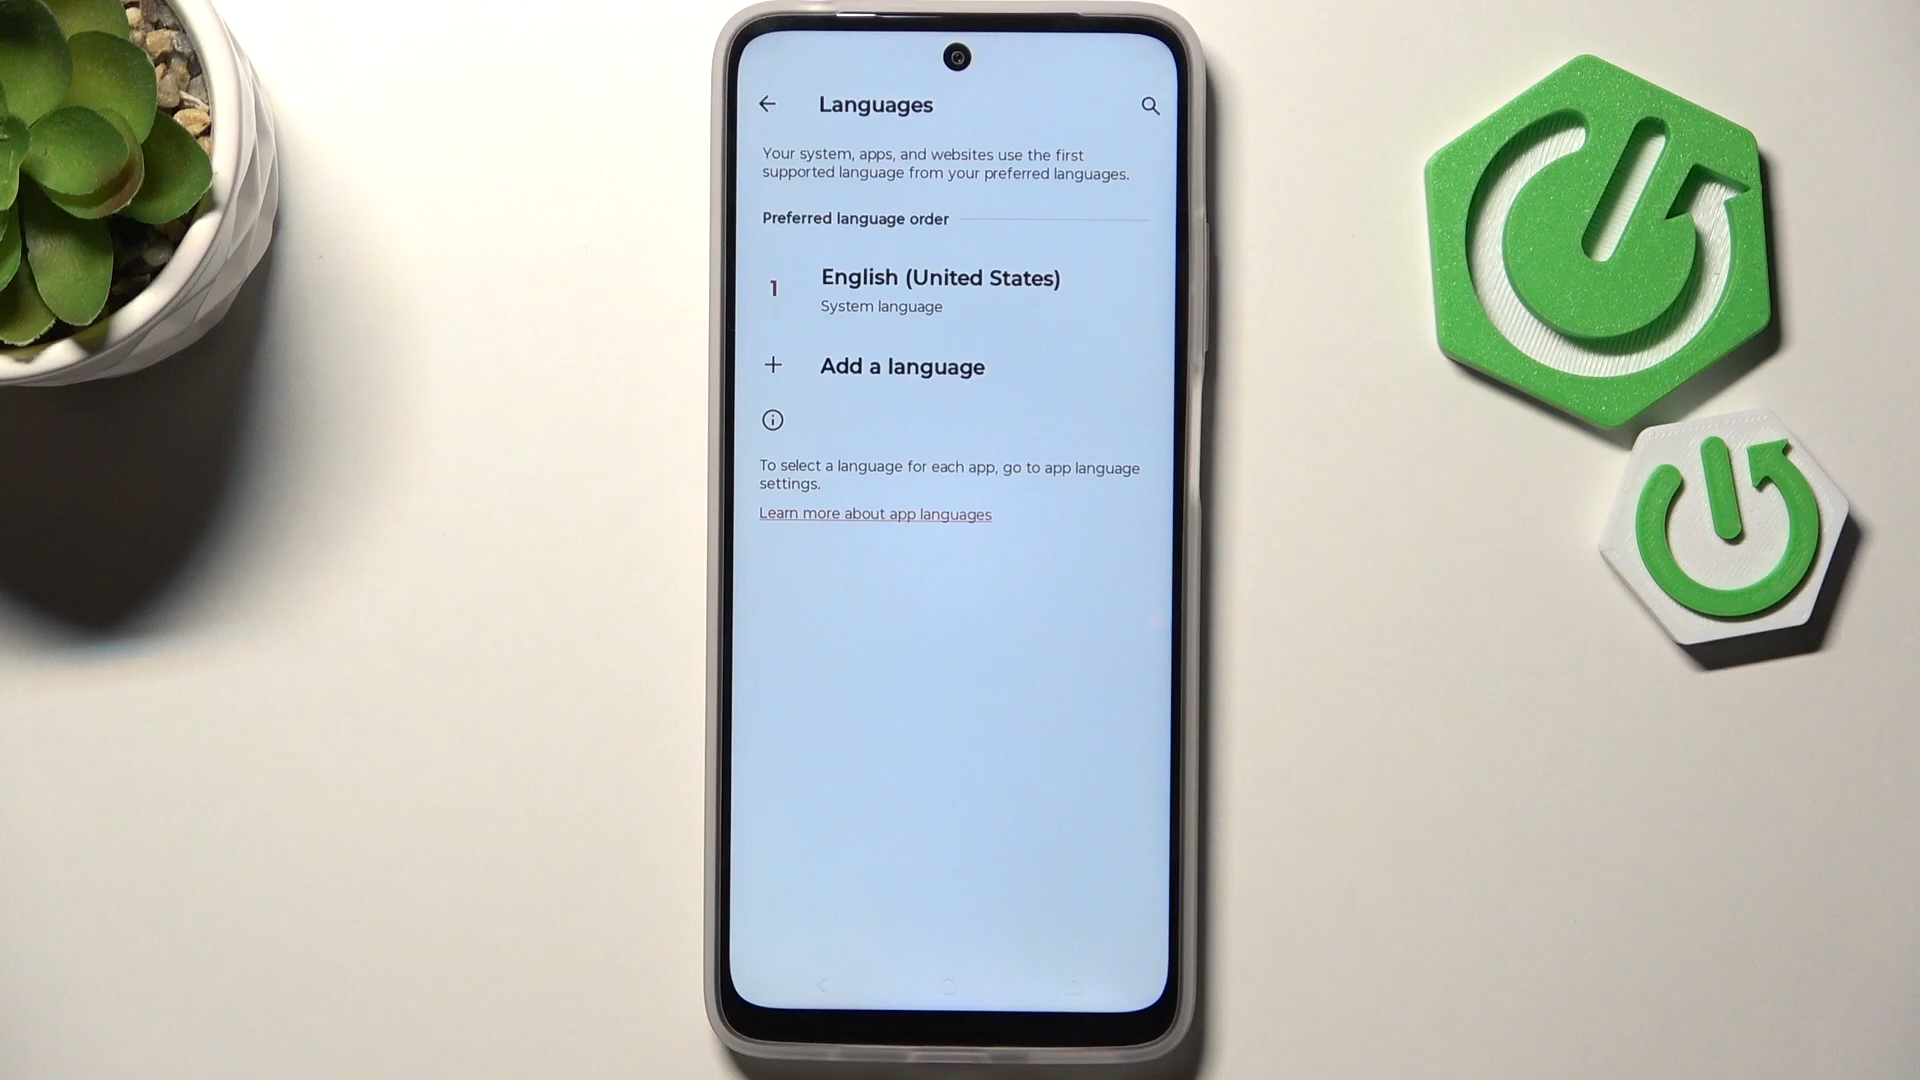 Languages
Your system, apps, and websites use the first
supported language from your preferred languages.
Preferred language order
1
English (United States)
System language
Add a language
To select a language for each app, go to app language
settings.
Learn more about app languages